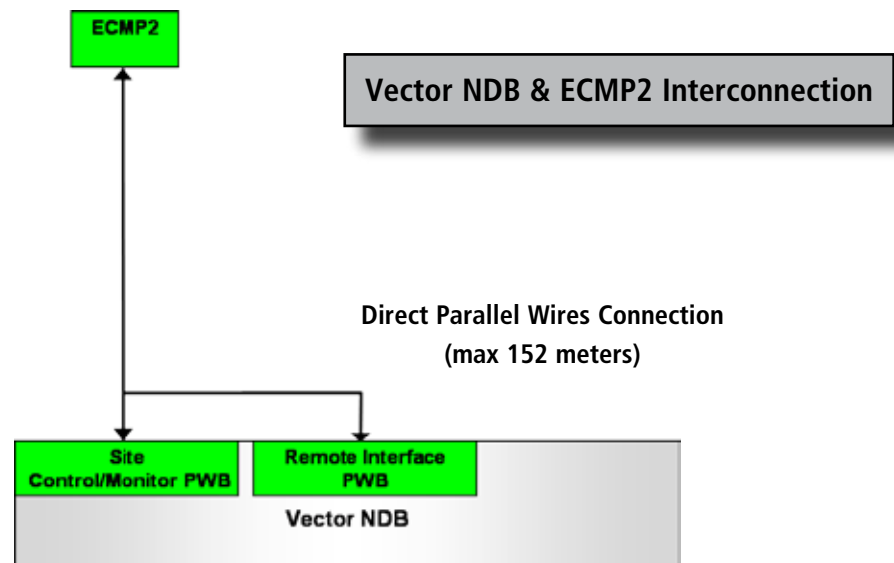 ECMP2
Vector NDB & ECMP2 Interconnection
Direct Parallel Wires Connection
(max 152 meters)
Site
Control/Monitor PWB
Remote Interface
PWB
Vector NDB